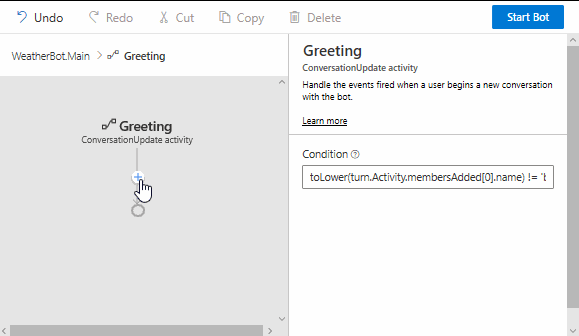 Undo Redo Cut Copy Delete Start Bot
WeatherBot.Main > Greeting
Greeting
ConversationUpdate activity
Greeting
ConversationUpdate activity
Handle the events fired when a user begins a new conversation
with the bot.
Learn more
Condition
toLower(turn.Activity.membersAdded[0].name) != 'b